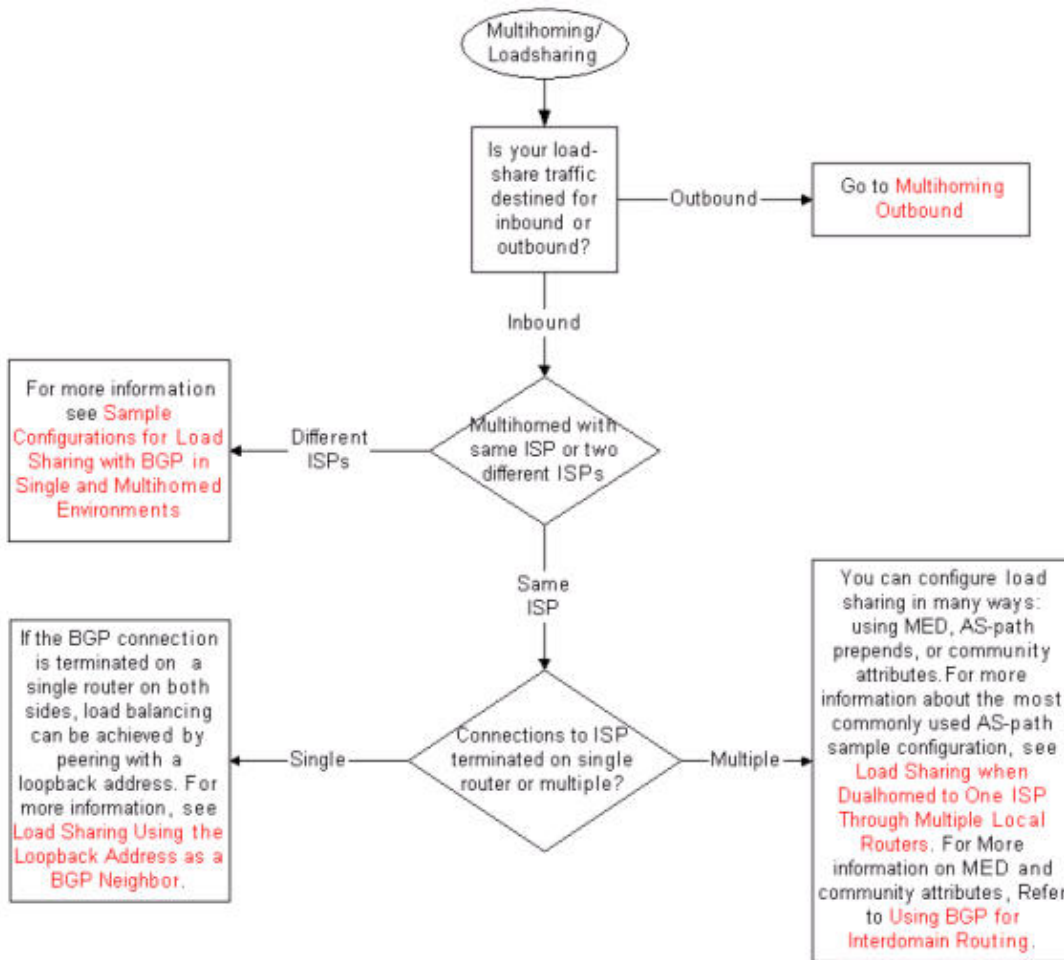 Multihoming/
Loadsharing
Is your load-
share traffic
destined for
inbound or
outbound?
Outbound
Go to Multihoming
Outbound
Inbound
For more information
see Sample
Configurations for Load
Sharing with BGP in
Single and Multihomed
Environments
Different
ISPs
Multihomed with
same ISP or two
different ISPs
Same
ISP
If the BGP connection
is terminated on a
single router on both
sides, load balancing
can be achieved by
peering with a
loopback address. For
more information, see
Load Sharing Using the
Loopback Address as a
BGP Neighbor.
Single
Connections to ISP
terminated on single
router or multiple?
Multiple
You can configure load
sharing in many ways:
using MED, AS-path
prepends, or community
attributes. For more
information about the most
commonly used AS-path
sample configuration, see
Load Sharing when
Dualhomed to One ISP
Through Multiple Local
Routers. For More
information on MED and
community attributes, Refer
to Using BGP for
Interdomain Routing.